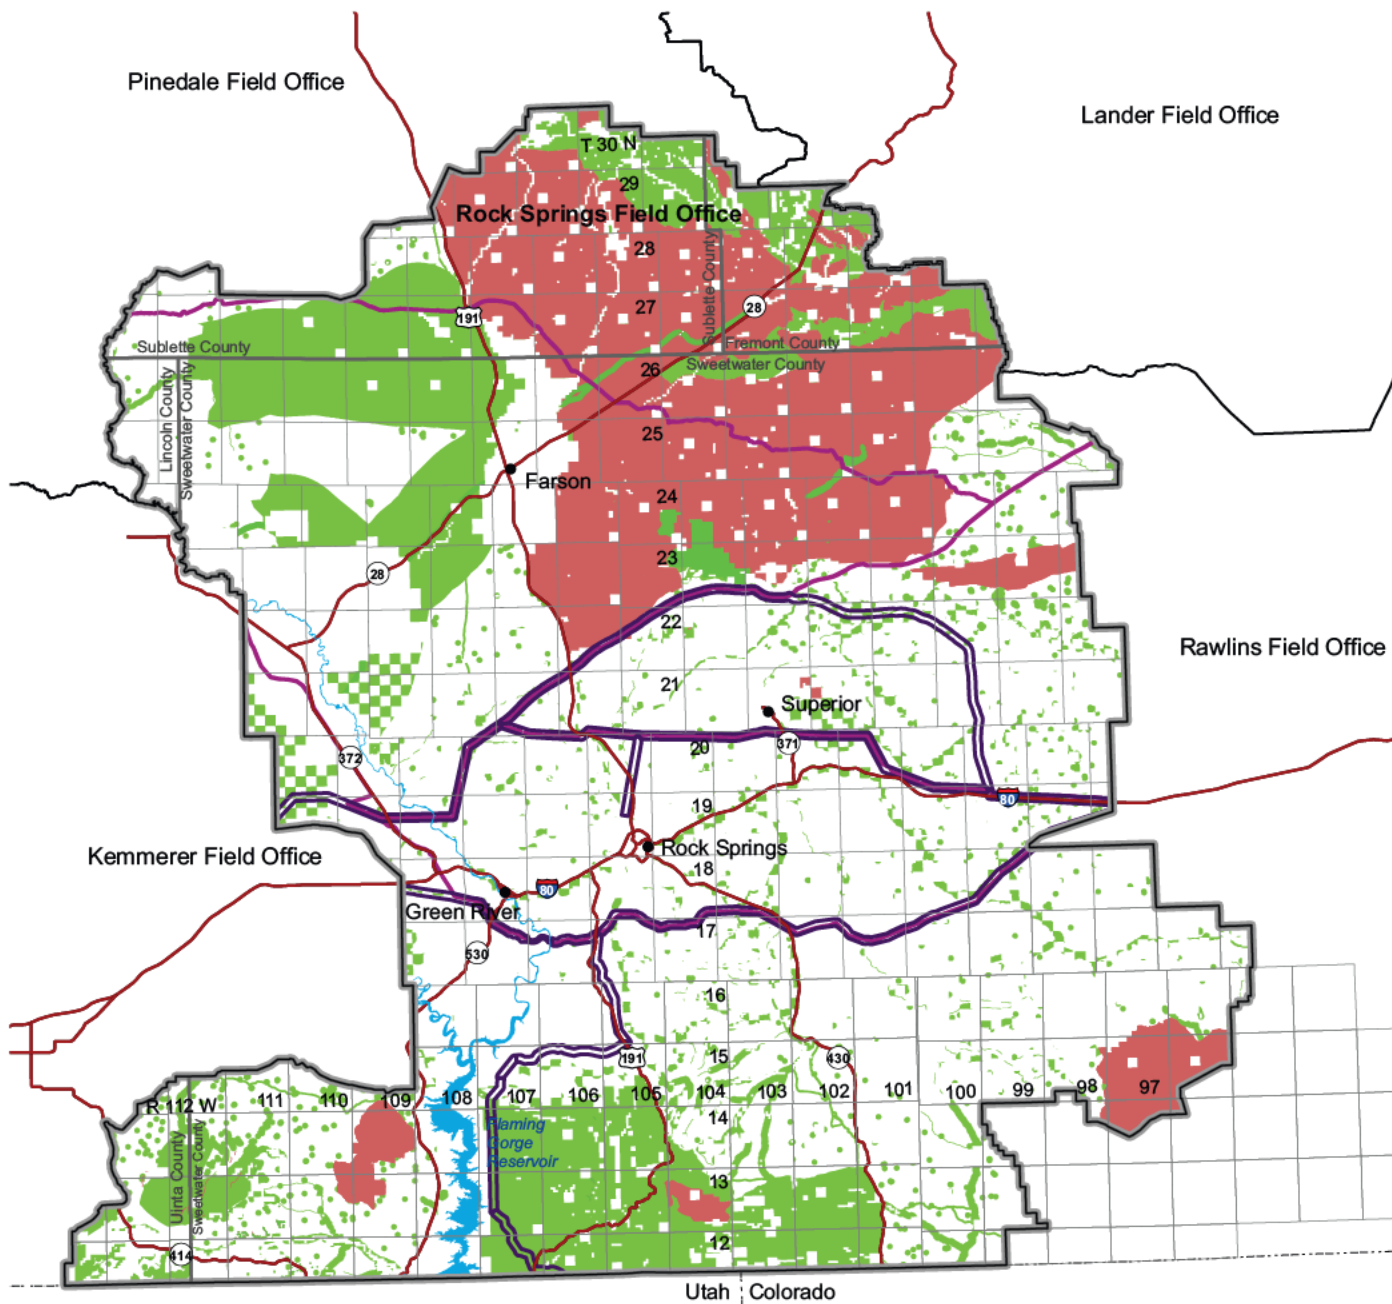 Pinedale Field Office
Lander Field Office
T 30 N
29
Rock Springs Field Office
28
Sublette County
27
28
191
Sublette County
Fremont County
26
Sweetwater County
Lincoln County
Sweetwater County
25
Farson
24
23
28
22
Rawlins Field Office
21
Superior
20
371
372
19
80
Rock Springs
Kemmerer Field Office
18
80
Green River
17
530
16
15
191
430
R 112 W
111
110
109
108
107
106
105
104
103
102
101
100
99
98
97
14
Flaming
Gorge
Reservoir
Uinta County
Sweetwater County
13
12
414
Utah
Colorado